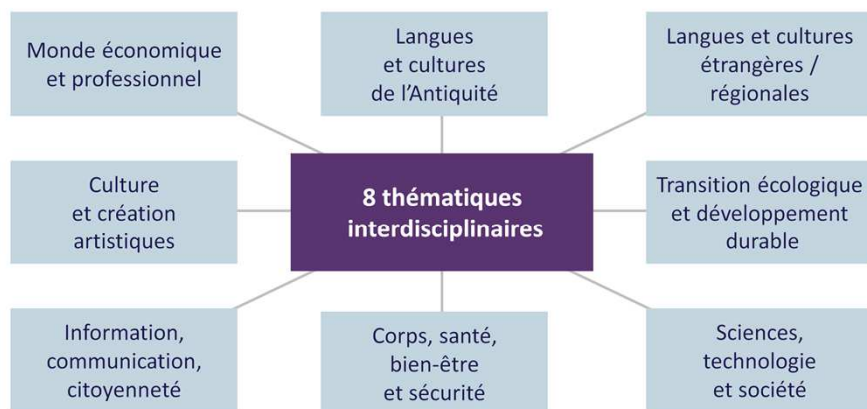 Monde économique
et professionnel
Langues
et cultures
de l'Antiquité
Langues et cultures
étrangères /
régionales
Culture
et création
artistiques
8 thématiques
interdisciplinaires
Transition écologique
et développement
durable
Information,
communication,
citoyenneté
Corps, santé,
bien-être
et sécurité
Sciences,
technologie
et société